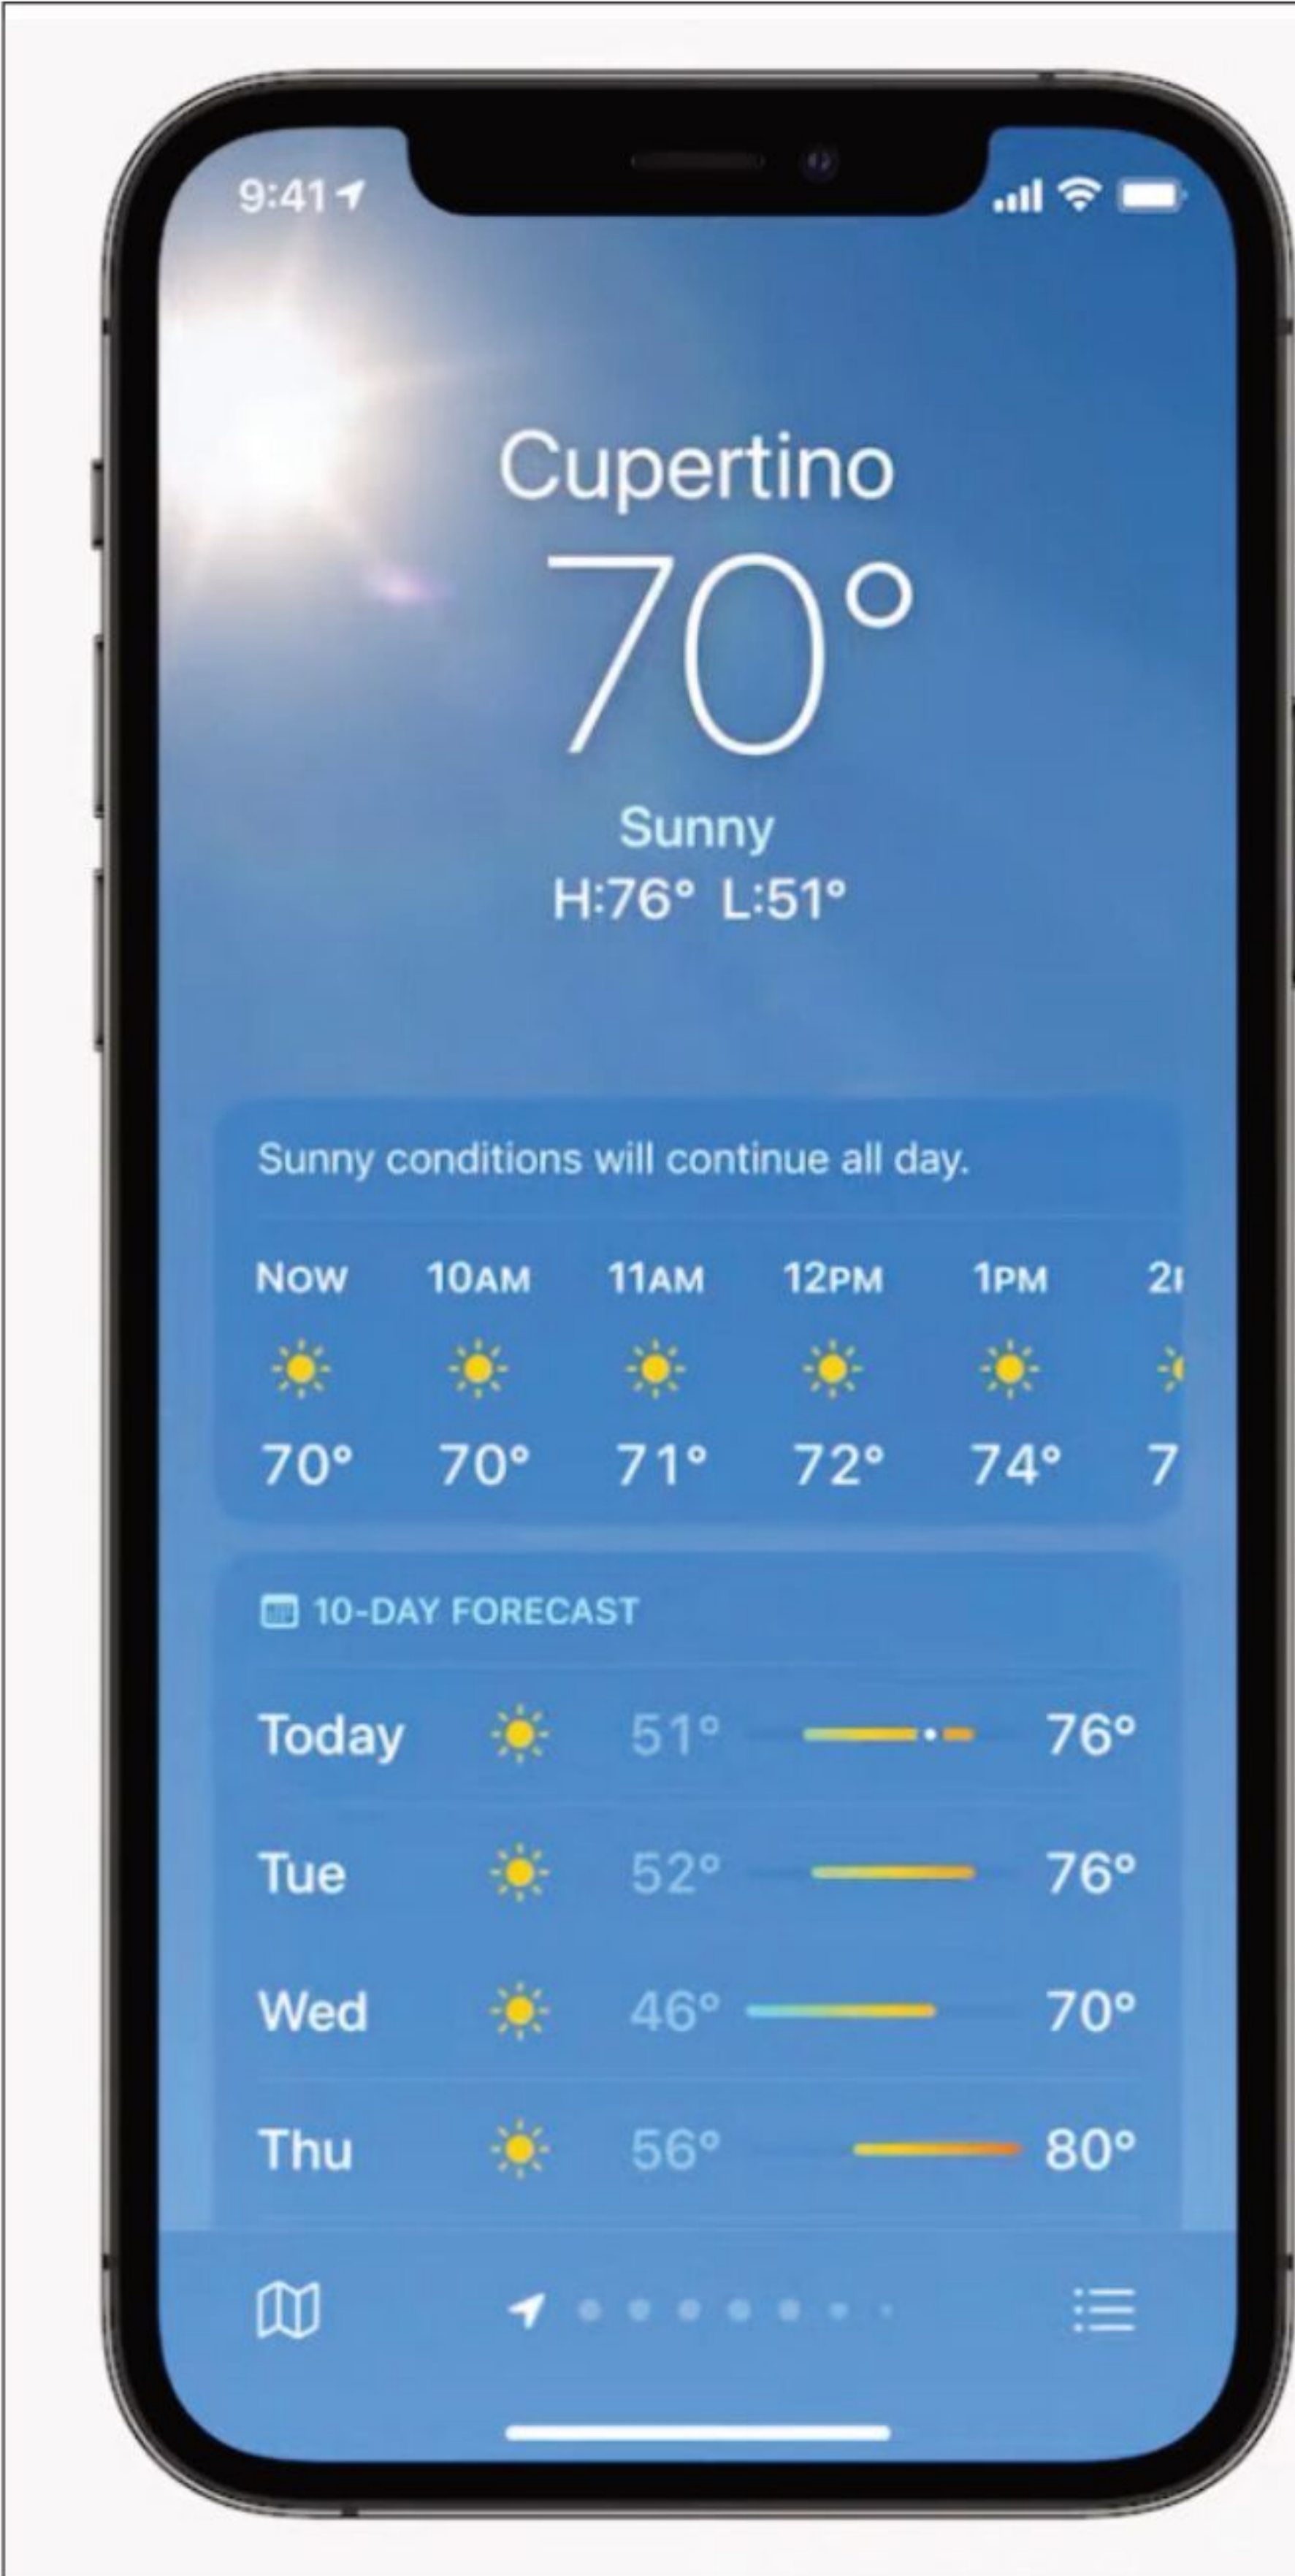 9:41
Cupertino
70°
Sunny
H:76° L:51°
Sunny conditions will continue all day.
Now 10AM 11AM 12PM 1PM
70° 70° 71° 72° 74°
10-DAY FORECAST
Today 51° 76°
Tue 52° 76°
Wed 46° 70°
Thu 56° 80°